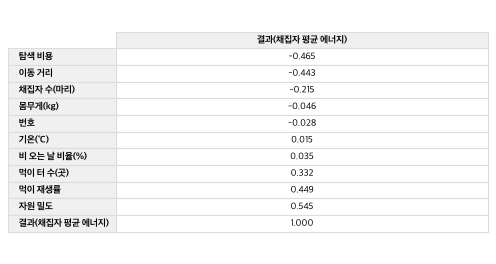 결과(채집자 평균 에너지)
탐색 비용 -0.465
이동 거리 -0.443
채집자 수(마리) -0.215
몸무게(kg) -0.046
번호 -0.028
기온(℃) 0.015
비 오는 날 비율(%) 0.035
먹이 터 수(곳) 0.332
먹이 재생률 0.449
자원 밀도 0.545
결과(채집자 평균 에너지) 1.000